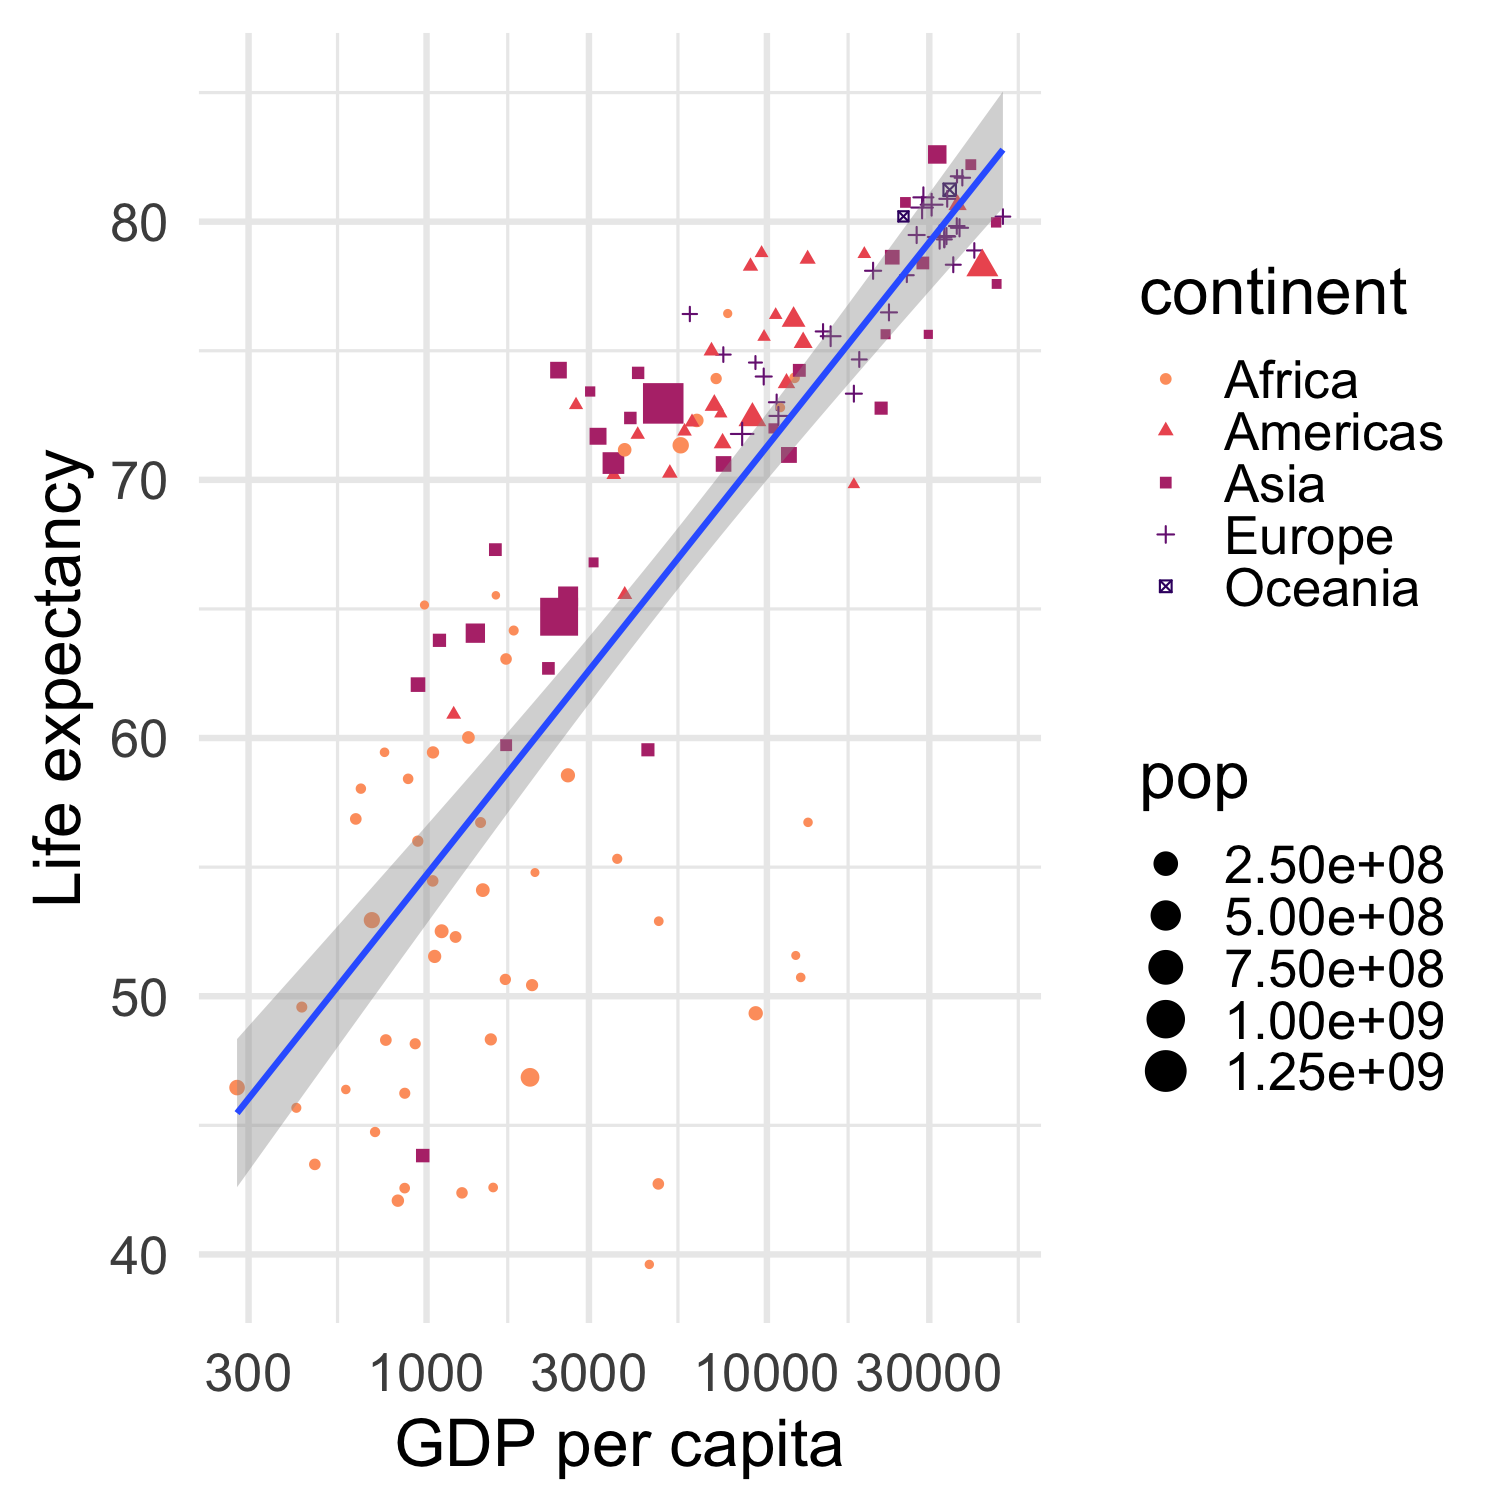 Life expectancy
80
70
60
50
40
300 1000 3000 10000 30000
GDP per capita
continent
Africa
Americas
Asia
Europe
Oceania
pop
2.50e+08
5.00e+08
7.50e+08
1.00e+09
1.25e+09